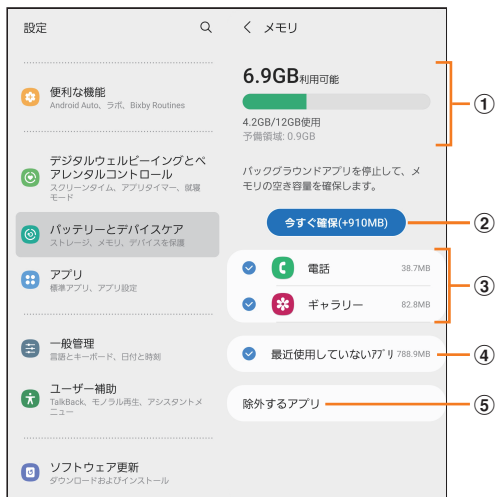 設定
便利な機能
Android Auto、ラボ、Bixby Routines
デジタルウェルビーイングとペ
アレンタルコントロール
スクリーンタイム、アプリタイマー、就寝
モード
バッテリーとデバイスケア
ストレージ、メモリ、デバイスを保護
アプリ
標準アプリ、アプリ設定
一般管理
言語とキーボード、日付と時刻
ユーザー補助
TalkBack、モノラル再生、アシスタントメ
ニュー
ソフトウェア更新
ダウンロードおよびインストール
メモリ
6.9GB利用可能
4.2GB/12GB使用
予備領域: 0.9GB
①
バックグラウンドアプリを停止して、メ
モリの空き容量を確保します。
今すぐ確保(+910MB)
②
電話 38.7MB
ギャラリー 82.8MB
③
最近使用していないアプリ 788.9MB
④
除外するアプリ
⑤